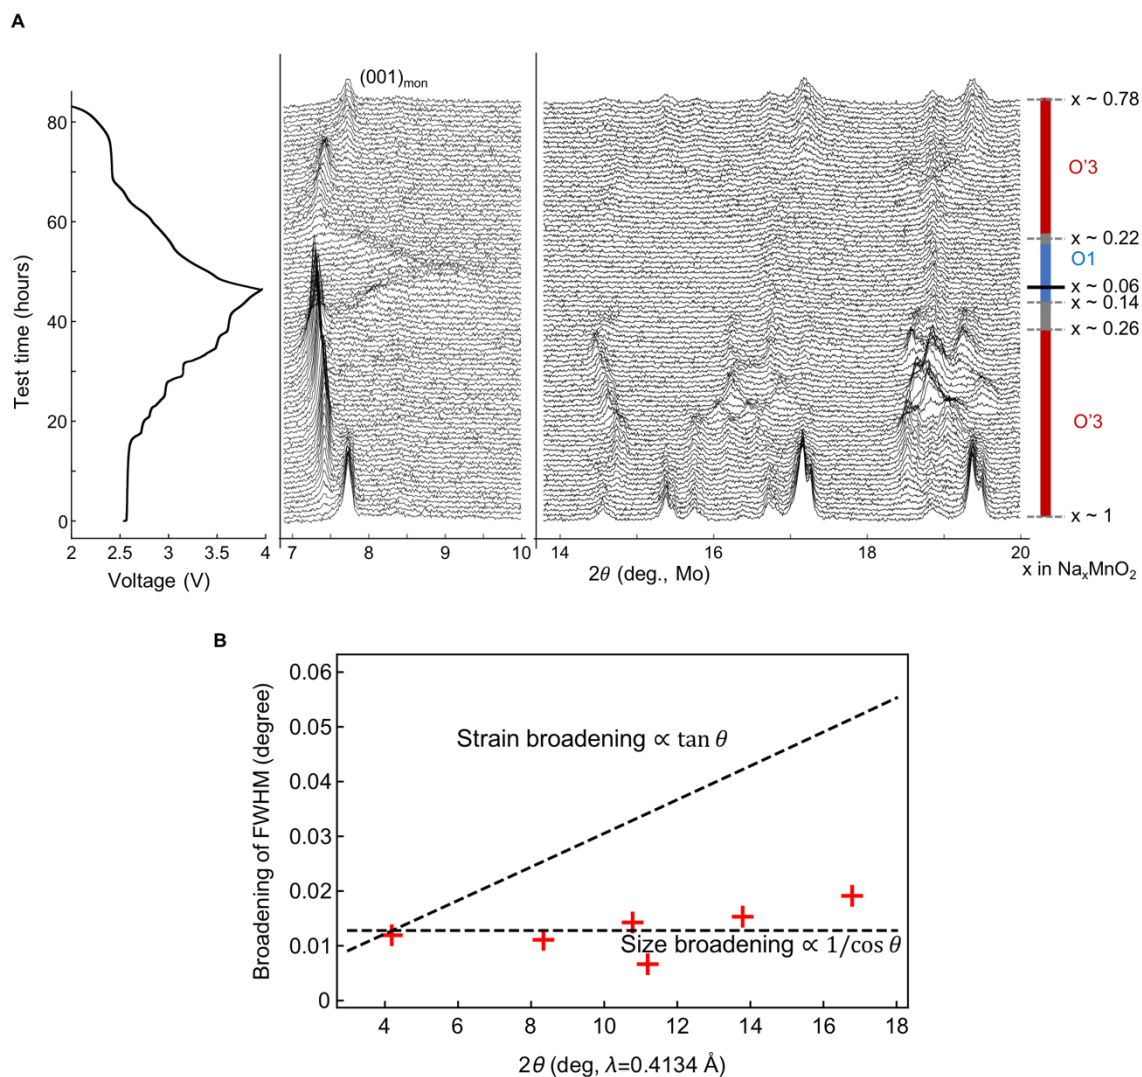 A
(001)mon
80
60
40
20
0
Test time (hours)
2 2.5 3 3.5 4
Voltage (V)
7 8 9 10
14 16 18 20
2θ (deg., Mo)
x ~ 0.78
O’3
x ~ 0.22
O1
x ~ 0.06
x ~ 0.14
x ~ 0.26
O’3
x ~ 1
x in NaxMnO2
B
0.06
0.05
0.04
0.03
0.02
0.01
0
Broadening of FWHM (degree)
Strain broadening ∝ tan θ
Size broadening ∝ 1/cos θ
4 6 8 10 12 14 16 18
2θ (deg, λ=0.4134 Å)